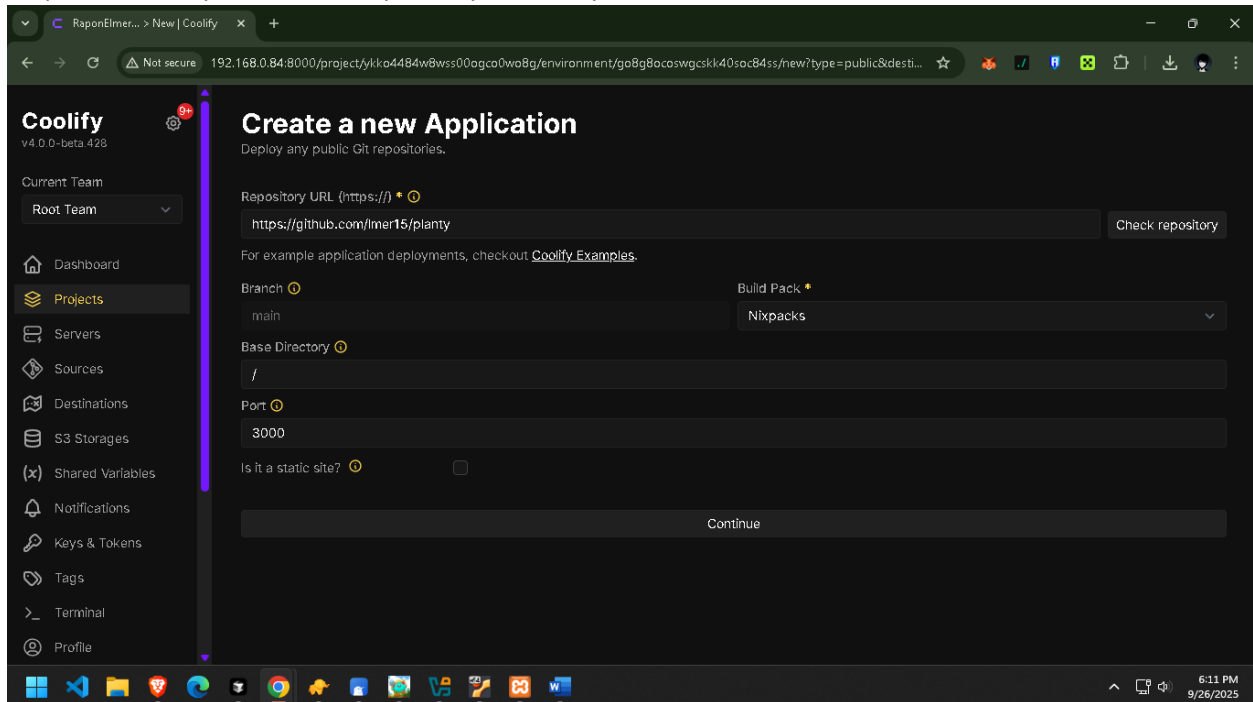 RaponElmer... > New | Coolify
Not secure 192.168.0.84:8000/project/ykko4484w8wss00ogco0wo8g/environment/go8g8ocoswgcskk40soc84ss/new?type=public&desti...
Coolify
9+
v4.0.0-beta.428
Current Team
Root Team
Dashboard
Projects
Servers
Sources
Destinations
S3 Storages
Shared Variables
Notifications
Keys & Tokens
Tags
Terminal
Profile
Create a new Application
Deploy any public Git repositories.
Repository URL (https://) *
https://github.com/lmer15/planty
Check repository
For example application deployments, checkout Coolify Examples.
Branch
Build Pack *
main
Nixpacks
Base Directory
/
Port
3000
Is it a static site?
Continue
6:11 PM
9/26/2025